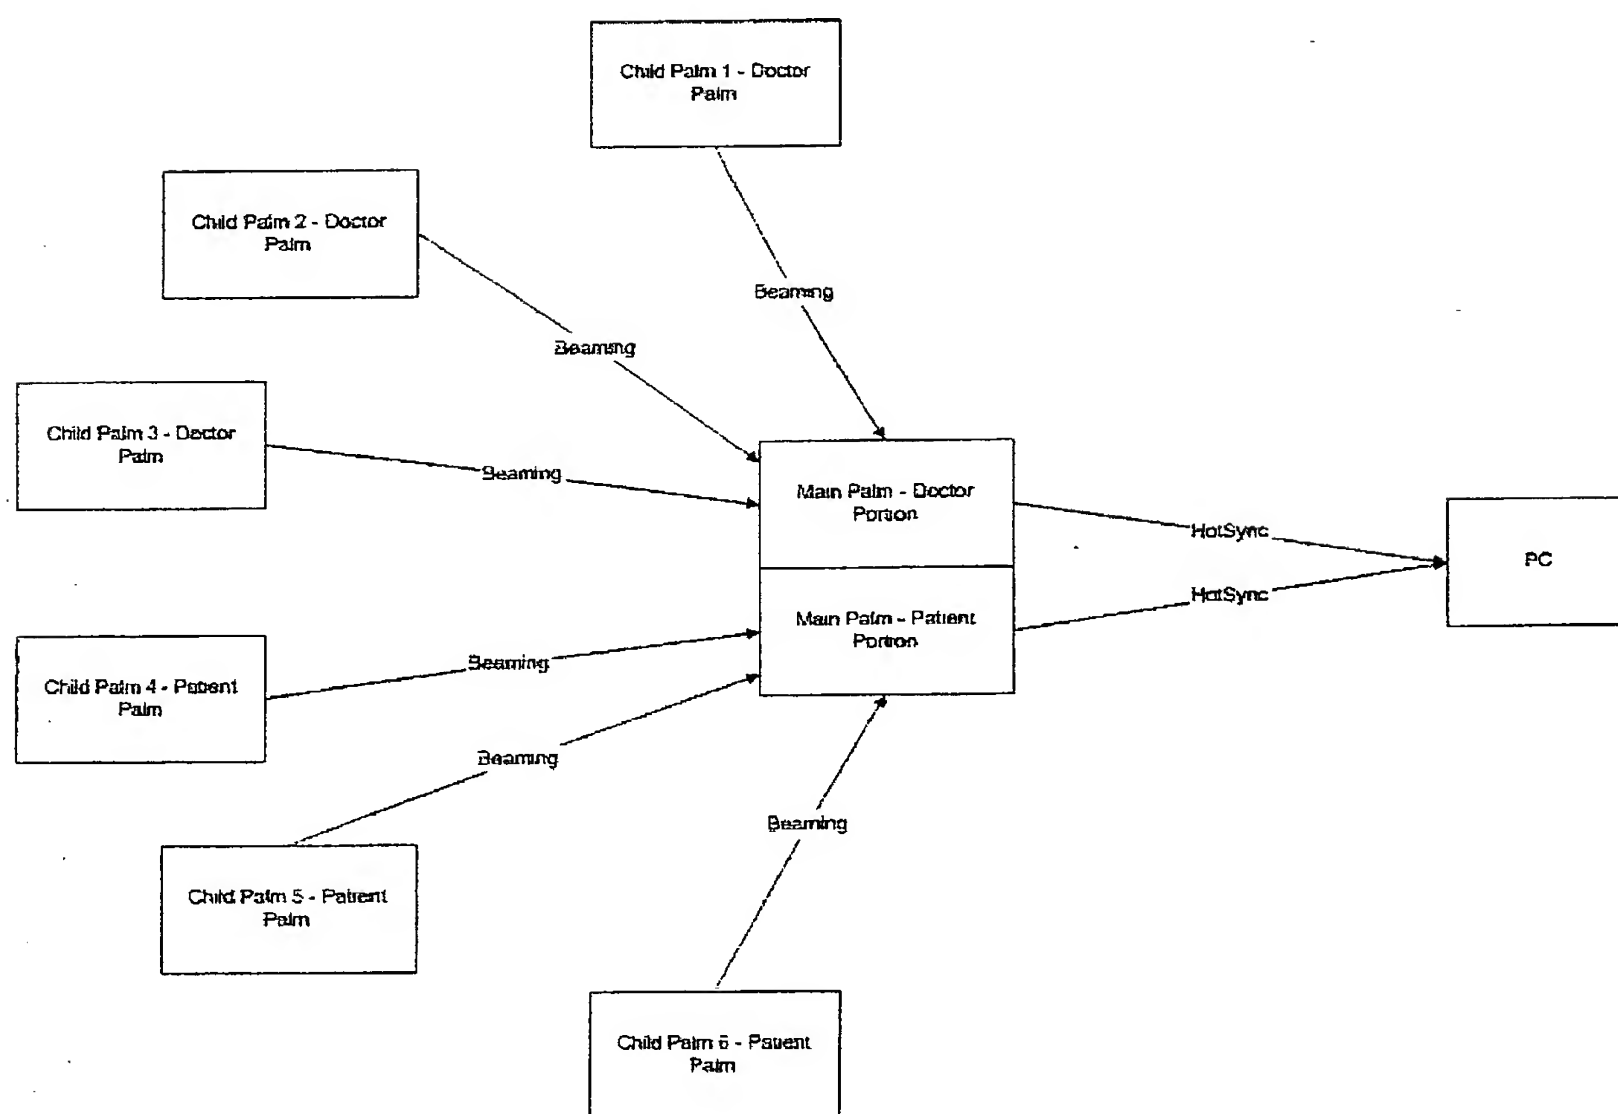 Child Palm 1 - Doctor
Palm
Child Palm 2 - Doctor
Palm
Beaming
Beaming
Child Palm 3 - Doctor
Palm
Beaming
Main Palm - Doctor
Portion
HotSync
PC
HotSync
Main Palm - Patient
Portion
Beaming
Child Palm 4 - Patient
Palm
Beaming
Beaming
Child Palm 5 - Patient
Palm
Child Palm 6 - Patient
Palm